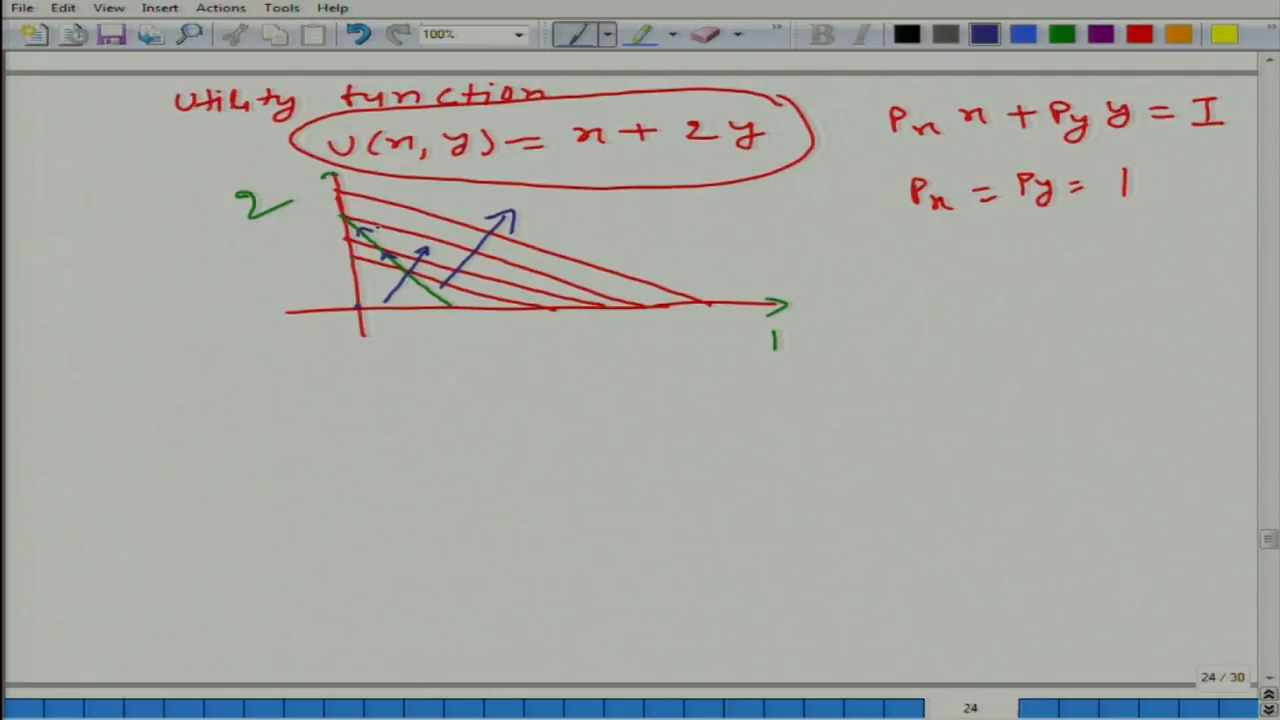 File Edit View Insert Actions Tools Help
100%
B I
utility function
U(x, y) = x + 2y
Px x + Py y = I
Px = Py = 1
2
1
24 / 30
24